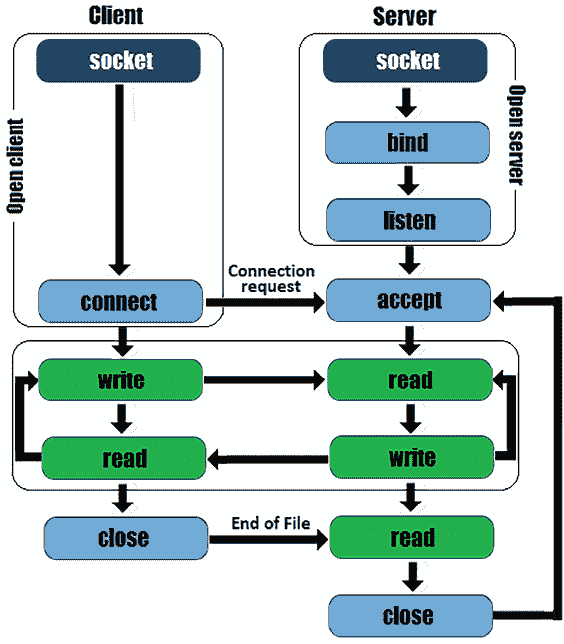 Client
Server
socket
socket
Open client
Open server
bind
listen
Connection
request
connect
accept
write
read
read
write
close
End of File
read
close